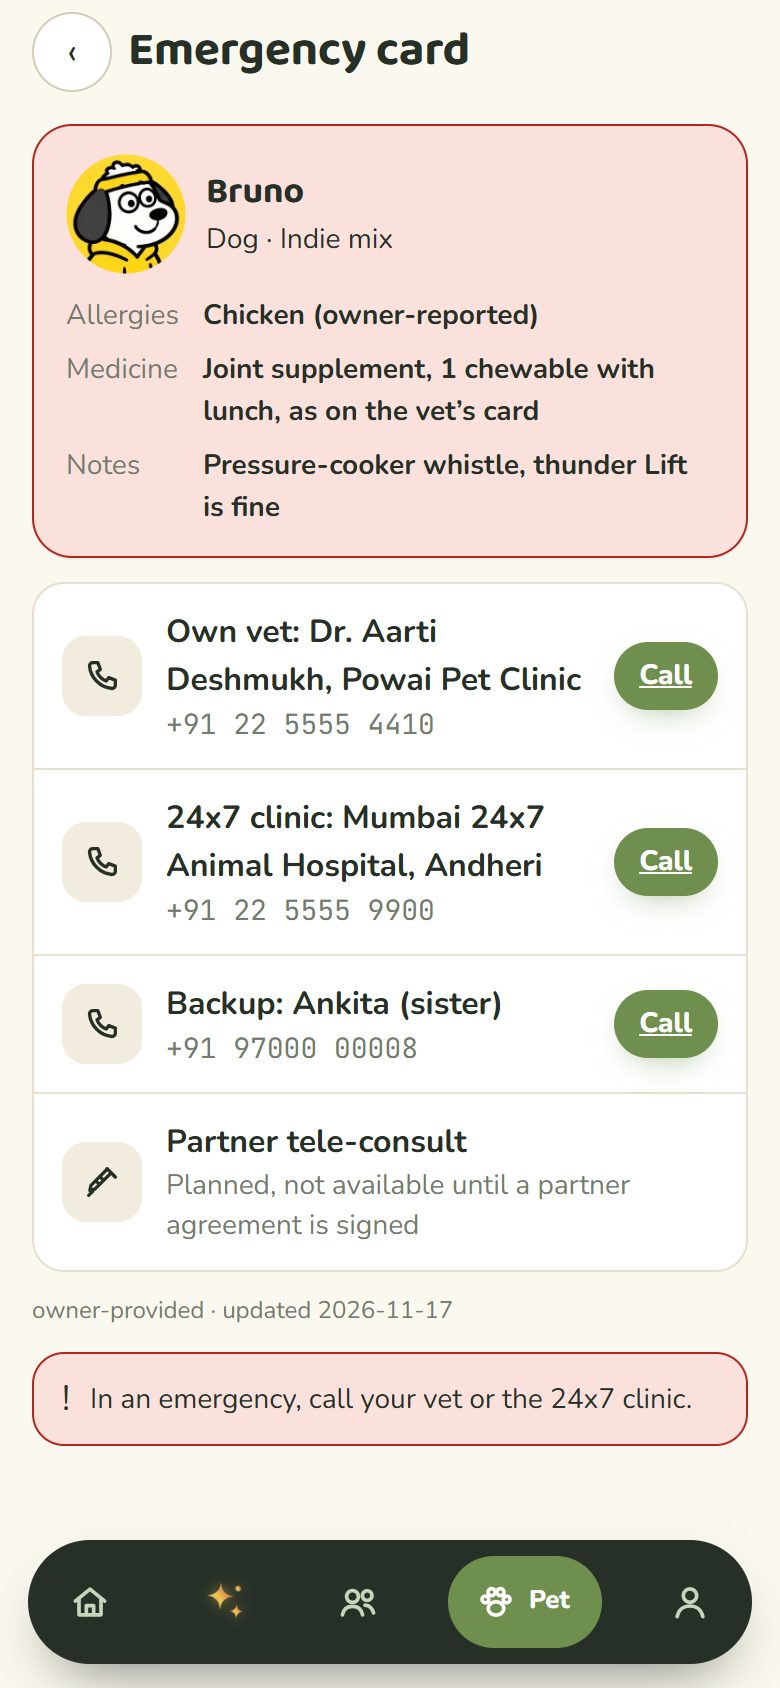 Emergency card
Bruno
Dog · Indie mix
Allergies Chicken (owner-reported)
Medicine Joint supplement, 1 chewable with
lunch, as on the vet’s card
Notes Pressure-cooker whistle, thunder Lift
is fine
Own vet: Dr. Aarti
Deshmukh, Powai Pet Clinic
+91 22 5555 4410
Call
24x7 clinic: Mumbai 24x7
Animal Hospital, Andheri
+91 22 5555 9900
Call
Backup: Ankita (sister)
+91 97000 00008
Call
Partner tele-consult
Planned, not available until a partner
agreement is signed
owner-provided · updated 2026-11-17
! In an emergency, call your vet or the 24x7 clinic.
Pet